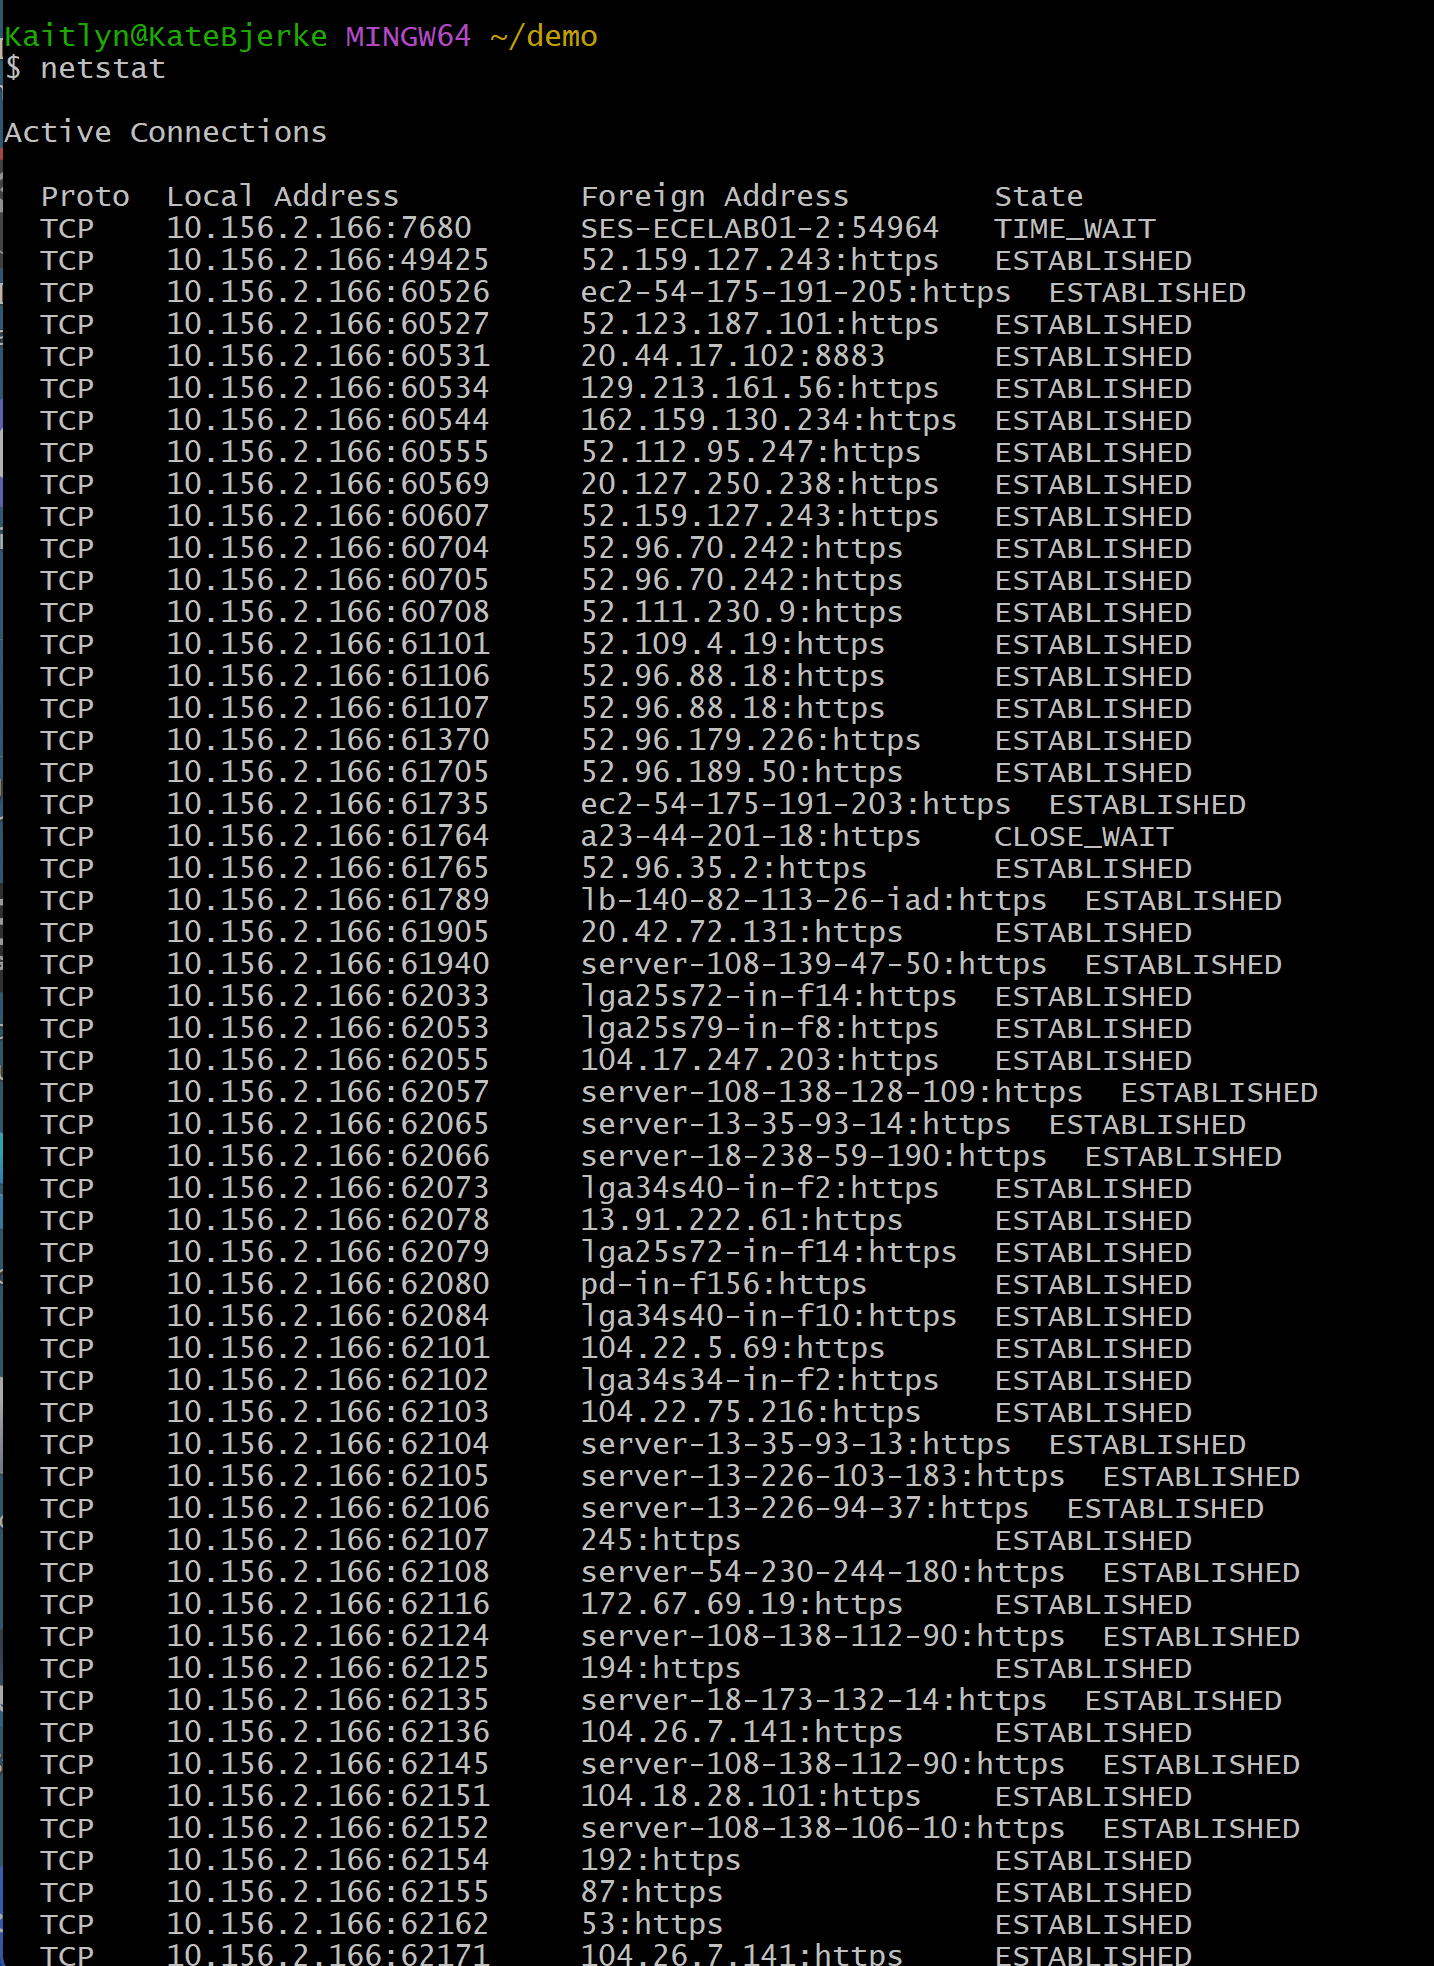 Kaitlyn@KateBjerke MINGW64 ~/demo
$ netstat
Active Connections
Proto  Local Address          Foreign Address        State
TCP    10.156.2.166:7680      SES-ECELAB01-2:54964   TIME_WAIT
TCP    10.156.2.166:49425     52.159.127.243:https   ESTABLISHED
TCP    10.156.2.166:60526     ec2-54-175-191-205:https  ESTABLISHED
TCP    10.156.2.166:60527     52.123.187.101:https   ESTABLISHED
TCP    10.156.2.166:60531     20.44.17.102:8883      ESTABLISHED
TCP    10.156.2.166:60534     129.213.161.56:https   ESTABLISHED
TCP    10.156.2.166:60544     162.159.130.234:https  ESTABLISHED
TCP    10.156.2.166:60555     52.112.95.247:https    ESTABLISHED
TCP    10.156.2.166:60569     20.127.250.238:https   ESTABLISHED
TCP    10.156.2.166:60607     52.159.127.243:https   ESTABLISHED
TCP    10.156.2.166:60704     52.96.70.242:https     ESTABLISHED
TCP    10.156.2.166:60705     52.96.70.242:https     ESTABLISHED
TCP    10.156.2.166:60708     52.111.230.9:https     ESTABLISHED
TCP    10.156.2.166:61101     52.109.4.19:https      ESTABLISHED
TCP    10.156.2.166:61106     52.96.88.18:https      ESTABLISHED
TCP    10.156.2.166:61107     52.96.88.18:https      ESTABLISHED
TCP    10.156.2.166:61370     52.96.179.226:https    ESTABLISHED
TCP    10.156.2.166:61705     52.96.189.50:https     ESTABLISHED
TCP    10.156.2.166:61735     ec2-54-175-191-203:https  ESTABLISHED
TCP    10.156.2.166:61764     a23-44-201-18:https    CLOSE_WAIT
TCP    10.156.2.166:61765     52.96.35.2:https       ESTABLISHED
TCP    10.156.2.166:61789     lb-140-82-113-26-iad:https  ESTABLISHED
TCP    10.156.2.166:61905     20.42.72.131:https     ESTABLISHED
TCP    10.156.2.166:61940     server-108-139-47-50:https  ESTABLISHED
TCP    10.156.2.166:62033     lga25s72-in-f14:https  ESTABLISHED
TCP    10.156.2.166:62053     lga25s79-in-f8:https   ESTABLISHED
TCP    10.156.2.166:62055     104.17.247.203:https   ESTABLISHED
TCP    10.156.2.166:62057     server-108-138-128-109:https  ESTABLISHED
TCP    10.156.2.166:62065     server-13-35-93-14:https  ESTABLISHED
TCP    10.156.2.166:62066     server-18-238-59-190:https  ESTABLISHED
TCP    10.156.2.166:62073     lga34s40-in-f2:https   ESTABLISHED
TCP    10.156.2.166:62078     13.91.222.61:https     ESTABLISHED
TCP    10.156.2.166:62079     lga25s72-in-f14:https  ESTABLISHED
TCP    10.156.2.166:62080     pd-in-f156:https       ESTABLISHED
TCP    10.156.2.166:62084     lga34s40-in-f10:https  ESTABLISHED
TCP    10.156.2.166:62101     104.22.5.69:https      ESTABLISHED
TCP    10.156.2.166:62102     lga34s34-in-f2:https   ESTABLISHED
TCP    10.156.2.166:62103     104.22.75.216:https    ESTABLISHED
TCP    10.156.2.166:62104     server-13-35-93-13:https  ESTABLISHED
TCP    10.156.2.166:62105     server-13-226-103-183:https  ESTABLISHED
TCP    10.156.2.166:62106     server-13-226-94-37:https  ESTABLISHED
TCP    10.156.2.166:62107     245:https              ESTABLISHED
TCP    10.156.2.166:62108     server-54-230-244-180:https  ESTABLISHED
TCP    10.156.2.166:62116     172.67.69.19:https     ESTABLISHED
TCP    10.156.2.166:62124     server-108-138-112-90:https  ESTABLISHED
TCP    10.156.2.166:62125     194:https              ESTABLISHED
TCP    10.156.2.166:62135     server-18-173-132-14:https  ESTABLISHED
TCP    10.156.2.166:62136     104.26.7.141:https     ESTABLISHED
TCP    10.156.2.166:62145     server-108-138-112-90:https  ESTABLISHED
TCP    10.156.2.166:62151     104.18.28.101:https    ESTABLISHED
TCP    10.156.2.166:62152     server-108-138-106-10:https  ESTABLISHED
TCP    10.156.2.166:62154     192:https              ESTABLISHED
TCP    10.156.2.166:62155     87:https               ESTABLISHED
TCP    10.156.2.166:62162     53:https               ESTABLISHED
TCP    10.156.2.166:62171     104.26.7.141:https     ESTABLISHED